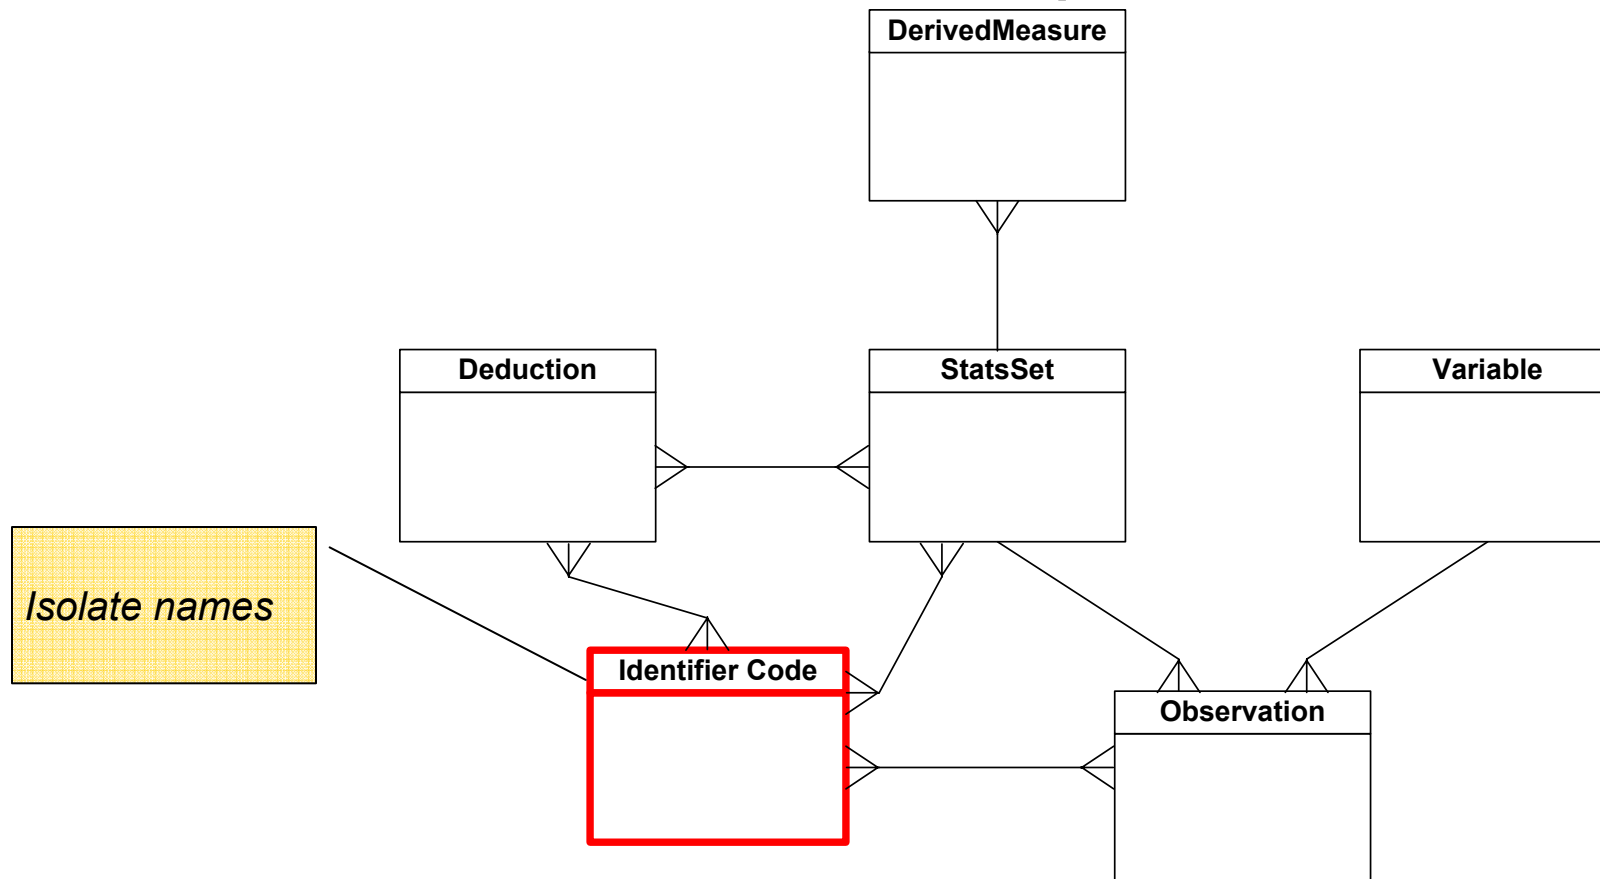 DerivedMeasure
Deduction
StatsSet
Variable
Isolate names
Identifier Code
Observation